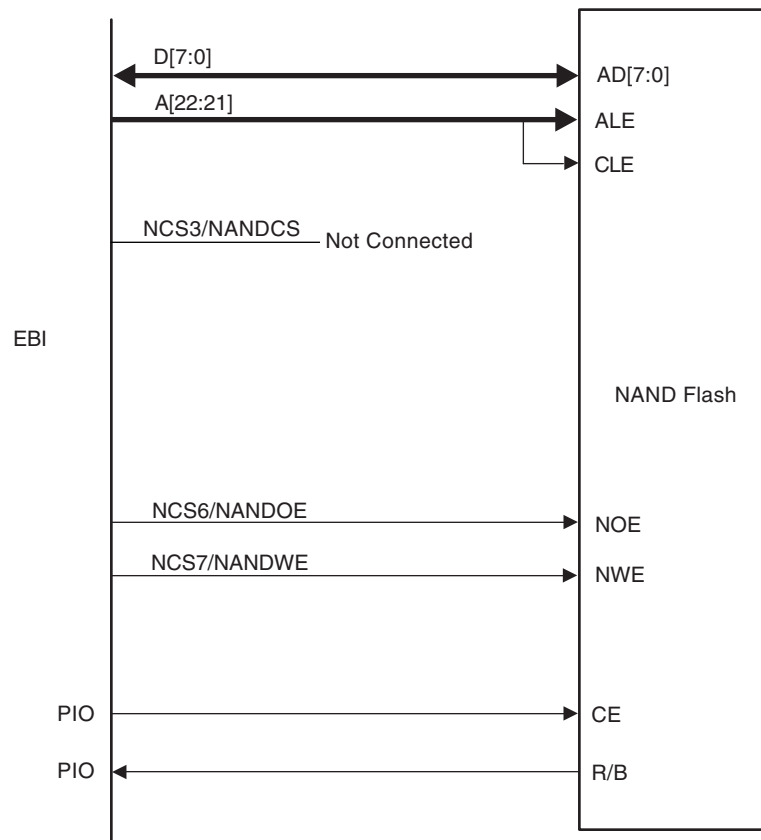 D[7:0]
AD[7:0]
A[22:21]
ALE
CLE
NCS3/NANDCS
Not Connected
EBI
NAND Flash
NCS6/NANDOE
NOE
NCS7/NANDWE
NWE
PIO
CE
PIO
R/B